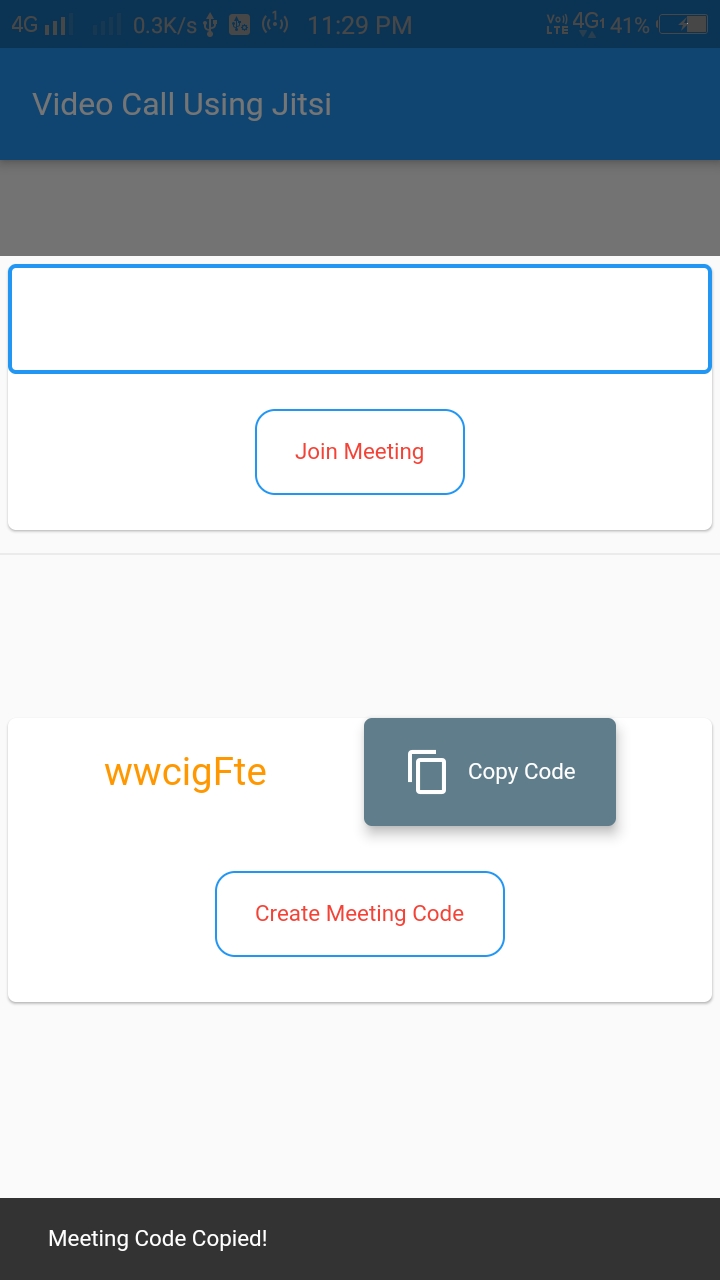 4G 0.3K/s 11:29 PM Vo)) LTE 4G1 41%
Video Call Using Jitsi
Join Meeting
wwcigFte Copy Code
Create Meeting Code
Meeting Code Copied!